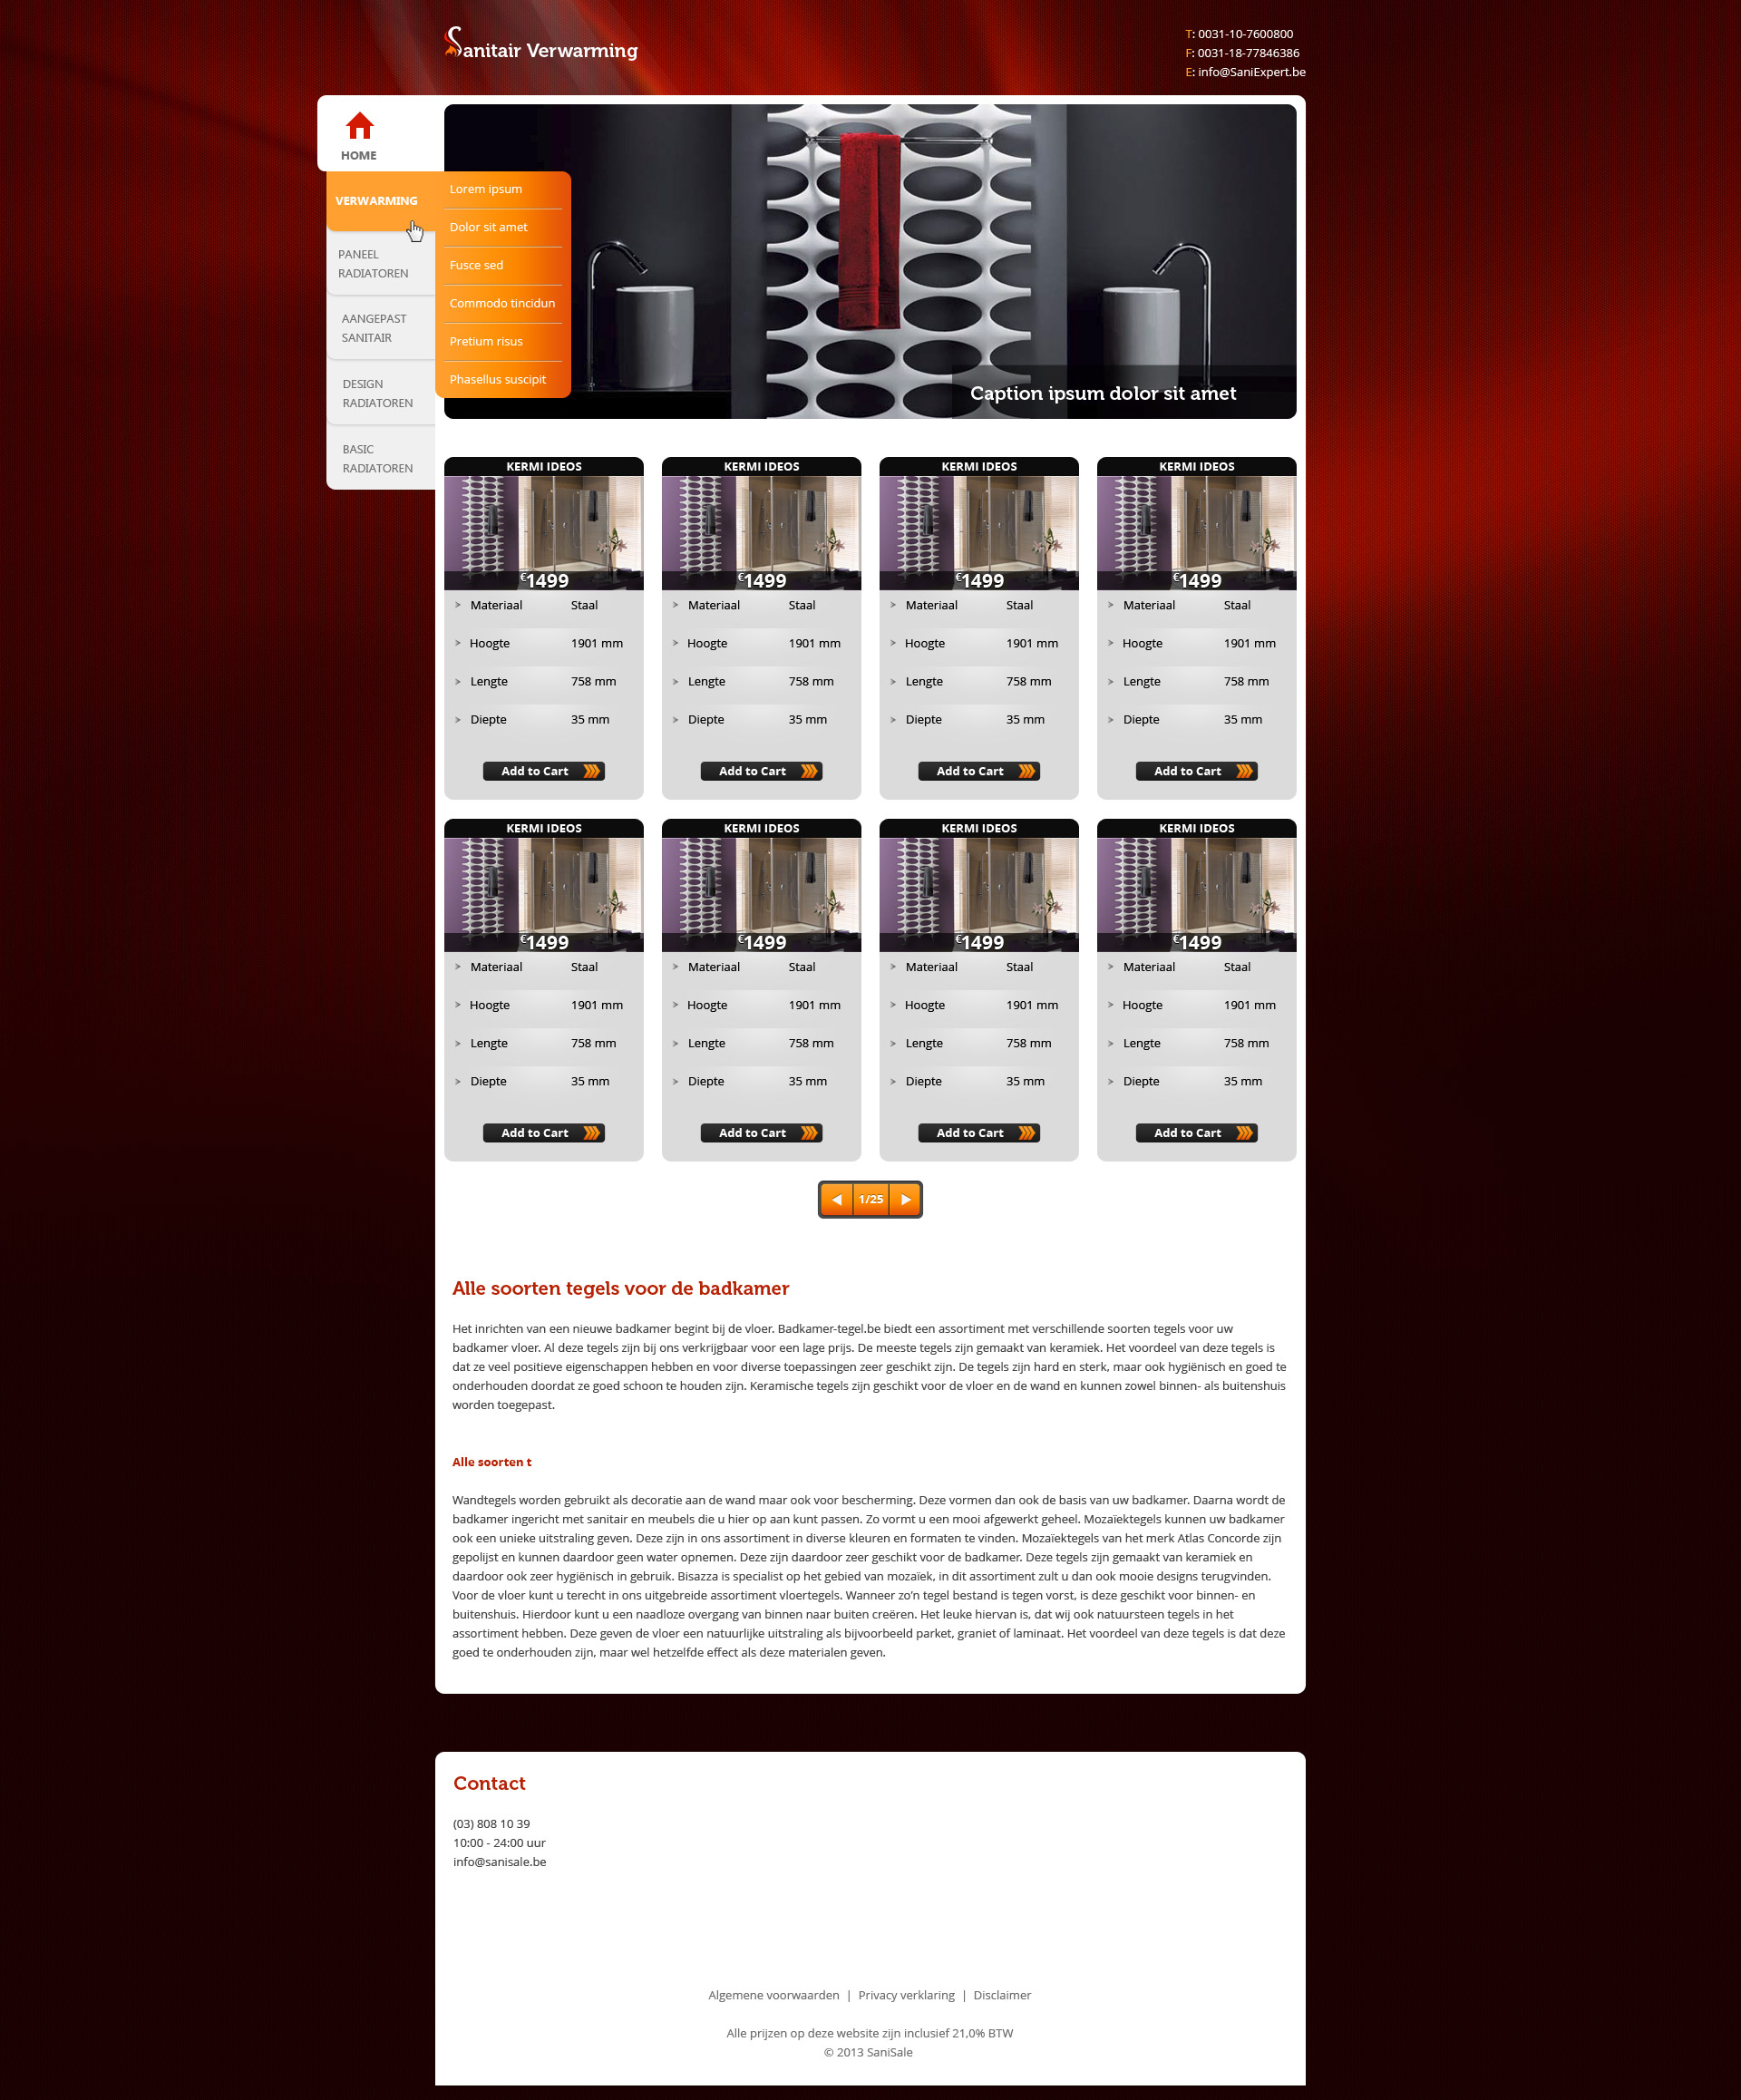 Sanitair Verwarming
T: 0031-10-7600800
F: 0031-18-77846386
E: info@SaniExpert.be
HOME
VERWARMING
PANEEL
RADIATOREN
AANGEPAST
SANITAIR
DESIGN
RADIATOREN
BASIC
RADIATOREN
Lorem ipsum
Dolor sit amet
Fusce sed
Commodo tincidun
Pretium risus
Phasellus suscipit
Caption ipsum dolor sit amet
KERMI IDEOS KERMI IDEOS KERMI IDEOS KERMI IDEOS
€1499 €1499 €1499 €1499
Materiaal Staal Materiaal Staal Materiaal Staal Materiaal Staal
Hoogte 1901 mm Hoogte 1901 mm Hoogte 1901 mm Hoogte 1901 mm
Lengte 758 mm Lengte 758 mm Lengte 758 mm Lengte 758 mm
Diepte 35 mm Diepte 35 mm Diepte 35 mm Diepte 35 mm
Add to Cart Add to Cart Add to Cart Add to Cart
KERMI IDEOS KERMI IDEOS KERMI IDEOS KERMI IDEOS
€1499 €1499 €1499 €1499
Materiaal Staal Materiaal Staal Materiaal Staal Materiaal Staal
Hoogte 1901 mm Hoogte 1901 mm Hoogte 1901 mm Hoogte 1901 mm
Lengte 758 mm Lengte 758 mm Lengte 758 mm Lengte 758 mm
Diepte 35 mm Diepte 35 mm Diepte 35 mm Diepte 35 mm
Add to Cart Add to Cart Add to Cart Add to Cart
1/25
Alle soorten tegels voor de badkamer
Het inrichten van een nieuwe badkamer begint bij de vloer. Badkamer-tegel.be biedt een assortiment met verschillende soorten tegels voor uw
badkamer vloer. Al deze tegels zijn bij ons verkrijgbaar voor een lage prijs. De meeste tegels zijn gemaakt van keramiek. Het voordeel van deze tegels is
dat ze veel positieve eigenschappen hebben en voor diverse toepassingen zeer geschikt zijn. De tegels zijn hard en sterk, maar ook hygiënisch en goed te
onderhouden doordat ze goed schoon te houden zijn. Keramische tegels zijn geschikt voor de vloer en de wand en kunnen zowel binnen- als buitenshuis
worden toegepast.
Alle soorten t
Wandtegels worden gebruikt als decoratie aan de wand maar ook voor bescherming. Deze vormen dan ook de basis van uw badkamer. Daarna wordt de
badkamer ingericht met sanitair en meubels die u hier op aan kunt passen. Zo vormt u een mooi afgewerkt geheel. Mozaïektegels kunnen uw badkamer
ook een unieke uitstraling geven. Deze zijn in ons assortiment in diverse kleuren en formaten te vinden. Mozaïektegels van het merk Atlas Concorde zijn
gepolijst en kunnen daardoor geen water opnemen. Deze zijn daardoor zeer geschikt voor de badkamer. Deze tegels zijn gemaakt van keramiek en
daardoor ook zeer hygiënisch in gebruik. Bisazza is specialist op het gebied van mozaïek, in dit assortiment zult u dan ook mooie designs terugvinden.
Voor de vloer kunt u terecht in ons uitgebreide assortiment vloertegels. Wanneer zo’n tegel bestand is tegen vorst, is deze geschikt voor binnen- en
buitenshuis. Hierdoor kunt u een naadloze overgang van binnen naar buiten creëren. Het leuke hiervan is, dat wij ook natuursteen tegels in het
assortiment hebben. Deze geven de vloer een natuurlijke uitstraling als bijvoorbeeld parket, graniet of laminaat. Het voordeel van deze tegels is dat deze
goed te onderhouden zijn, maar wel hetzelfde effect als deze materialen geven.
Contact
(03) 808 10 39
10:00 - 24:00 uur
info@sanisale.be
Algemene voorwaarden | Privacy verklaring | Disclaimer
Alle prijzen op deze website zijn inclusief 21,0% BTW
© 2013 SaniSale